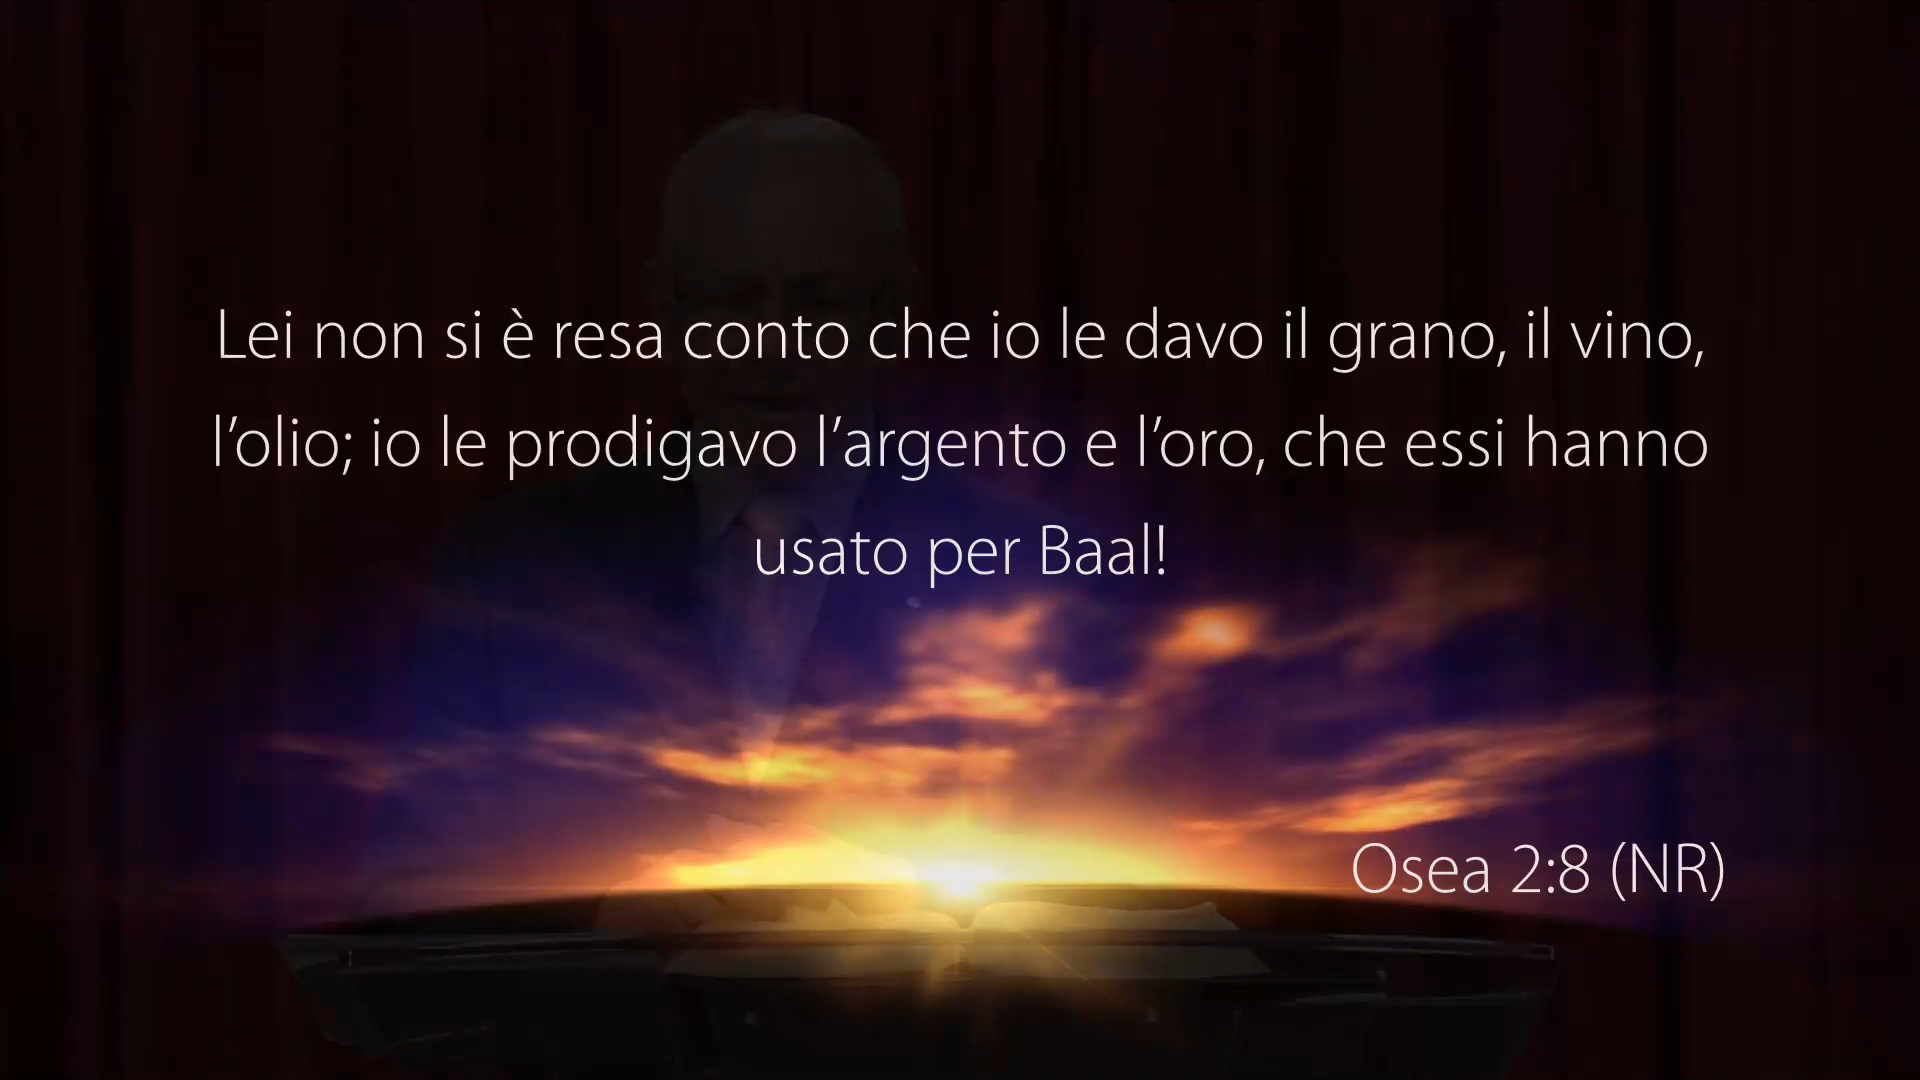 Lei non si è resa conto che io le davo il grano, il vino,
l’olio; io le prodigavo l’argento e l’oro, che essi hanno
usato per Baal!
Osea 2:8 (NR)